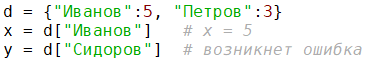 d = {"Иванов":5, "Петров":3}
x = d["Иванов"]   # x = 5
y = d["Сидоров"]  # возникнет ошибка